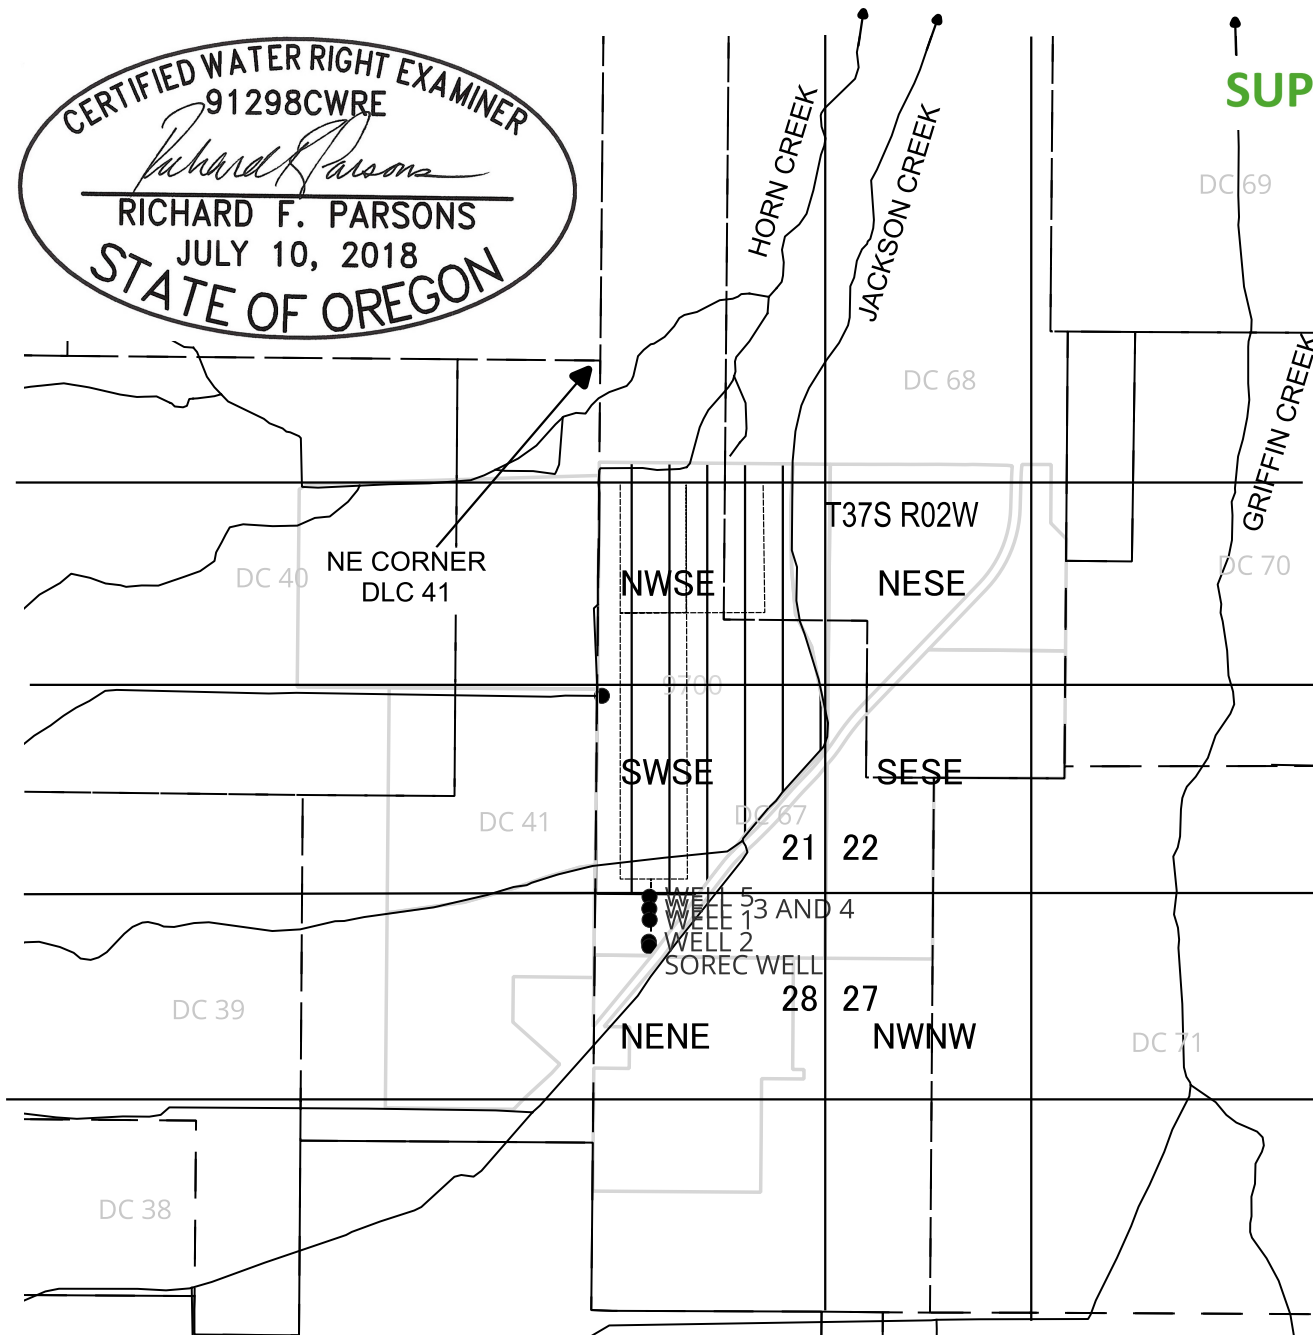 CERTIFIED WATER RIGHT EXAMINER
91298CWRE
Richard F Parsons
RICHARD F. PARSONS
JULY 10, 2018
STATE OF OREGON
HORN CREEK
JACKSON CREEK
SUP
DC 69
GRIFFIN CREEK
DC 68
T37S R02W
NE CORNER
DLC 41
DC 40
NWSE
NESE
DC 70
9700
SWSE
SESE
DC 41
DC 67
21 22
WELL 5
WELL 3 AND 4
WELL 1
WELL 2
SOREC WELL
28 27
DC 39
NENE
NWNW
DC 71
DC 38